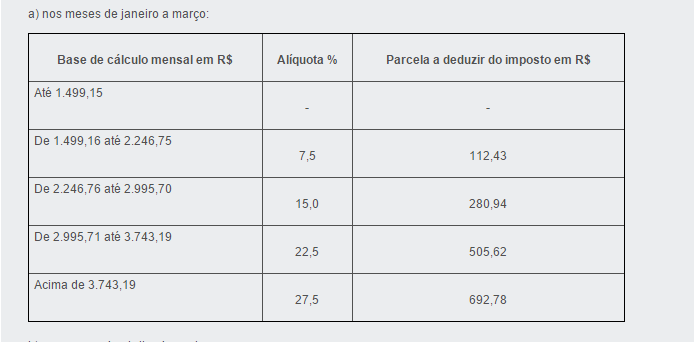 a) nos meses de janeiro a março:
Base de cálculo mensal em R$ Alíquota % Parcela a deduzir do imposto em R$
Até 1.499,15
- -
De 1.499,16 até 2.246,75
7,5 112,43
De 2.246,76 até 2.995,70
15,0 280,94
De 2.995,71 até 3.743,19
22,5 505,62
Acima de 3.743,19
27,5 692,78